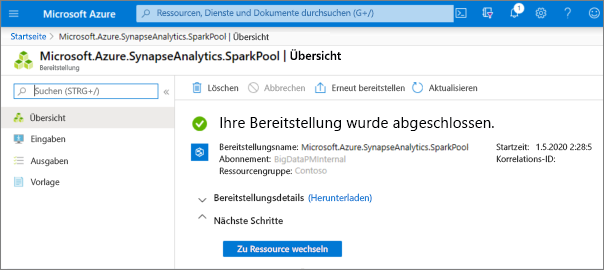 Microsoft Azure
Ressourcen, Dienste und Dokumente durchsuchen (G+/)
1
Startseite > Microsoft.Azure.SynapseAnalytics.SparkPool | Übersicht
Microsoft.Azure.SynapseAnalytics.SparkPool | Übersicht
Bereitstellung
Suchen (STRG+/)
«
Löschen
Abbrechen
Erneut bereitstellen
Aktualisieren
Übersicht
Eingaben
Ausgaben
Vorlage
Ihre Bereitstellung wurde abgeschlossen.
Bereitstellungsname: Microsoft.Azure.SynapseAnalytics.SparkPool
Abonnement: BigDataPMInternal
Ressourcengruppe: Contoso
Startzeit: 1.5.2020 2:28:5
Korrelations-ID:
Bereitstellungsdetails (Herunterladen)
Nächste Schritte
Zu Ressource wechseln